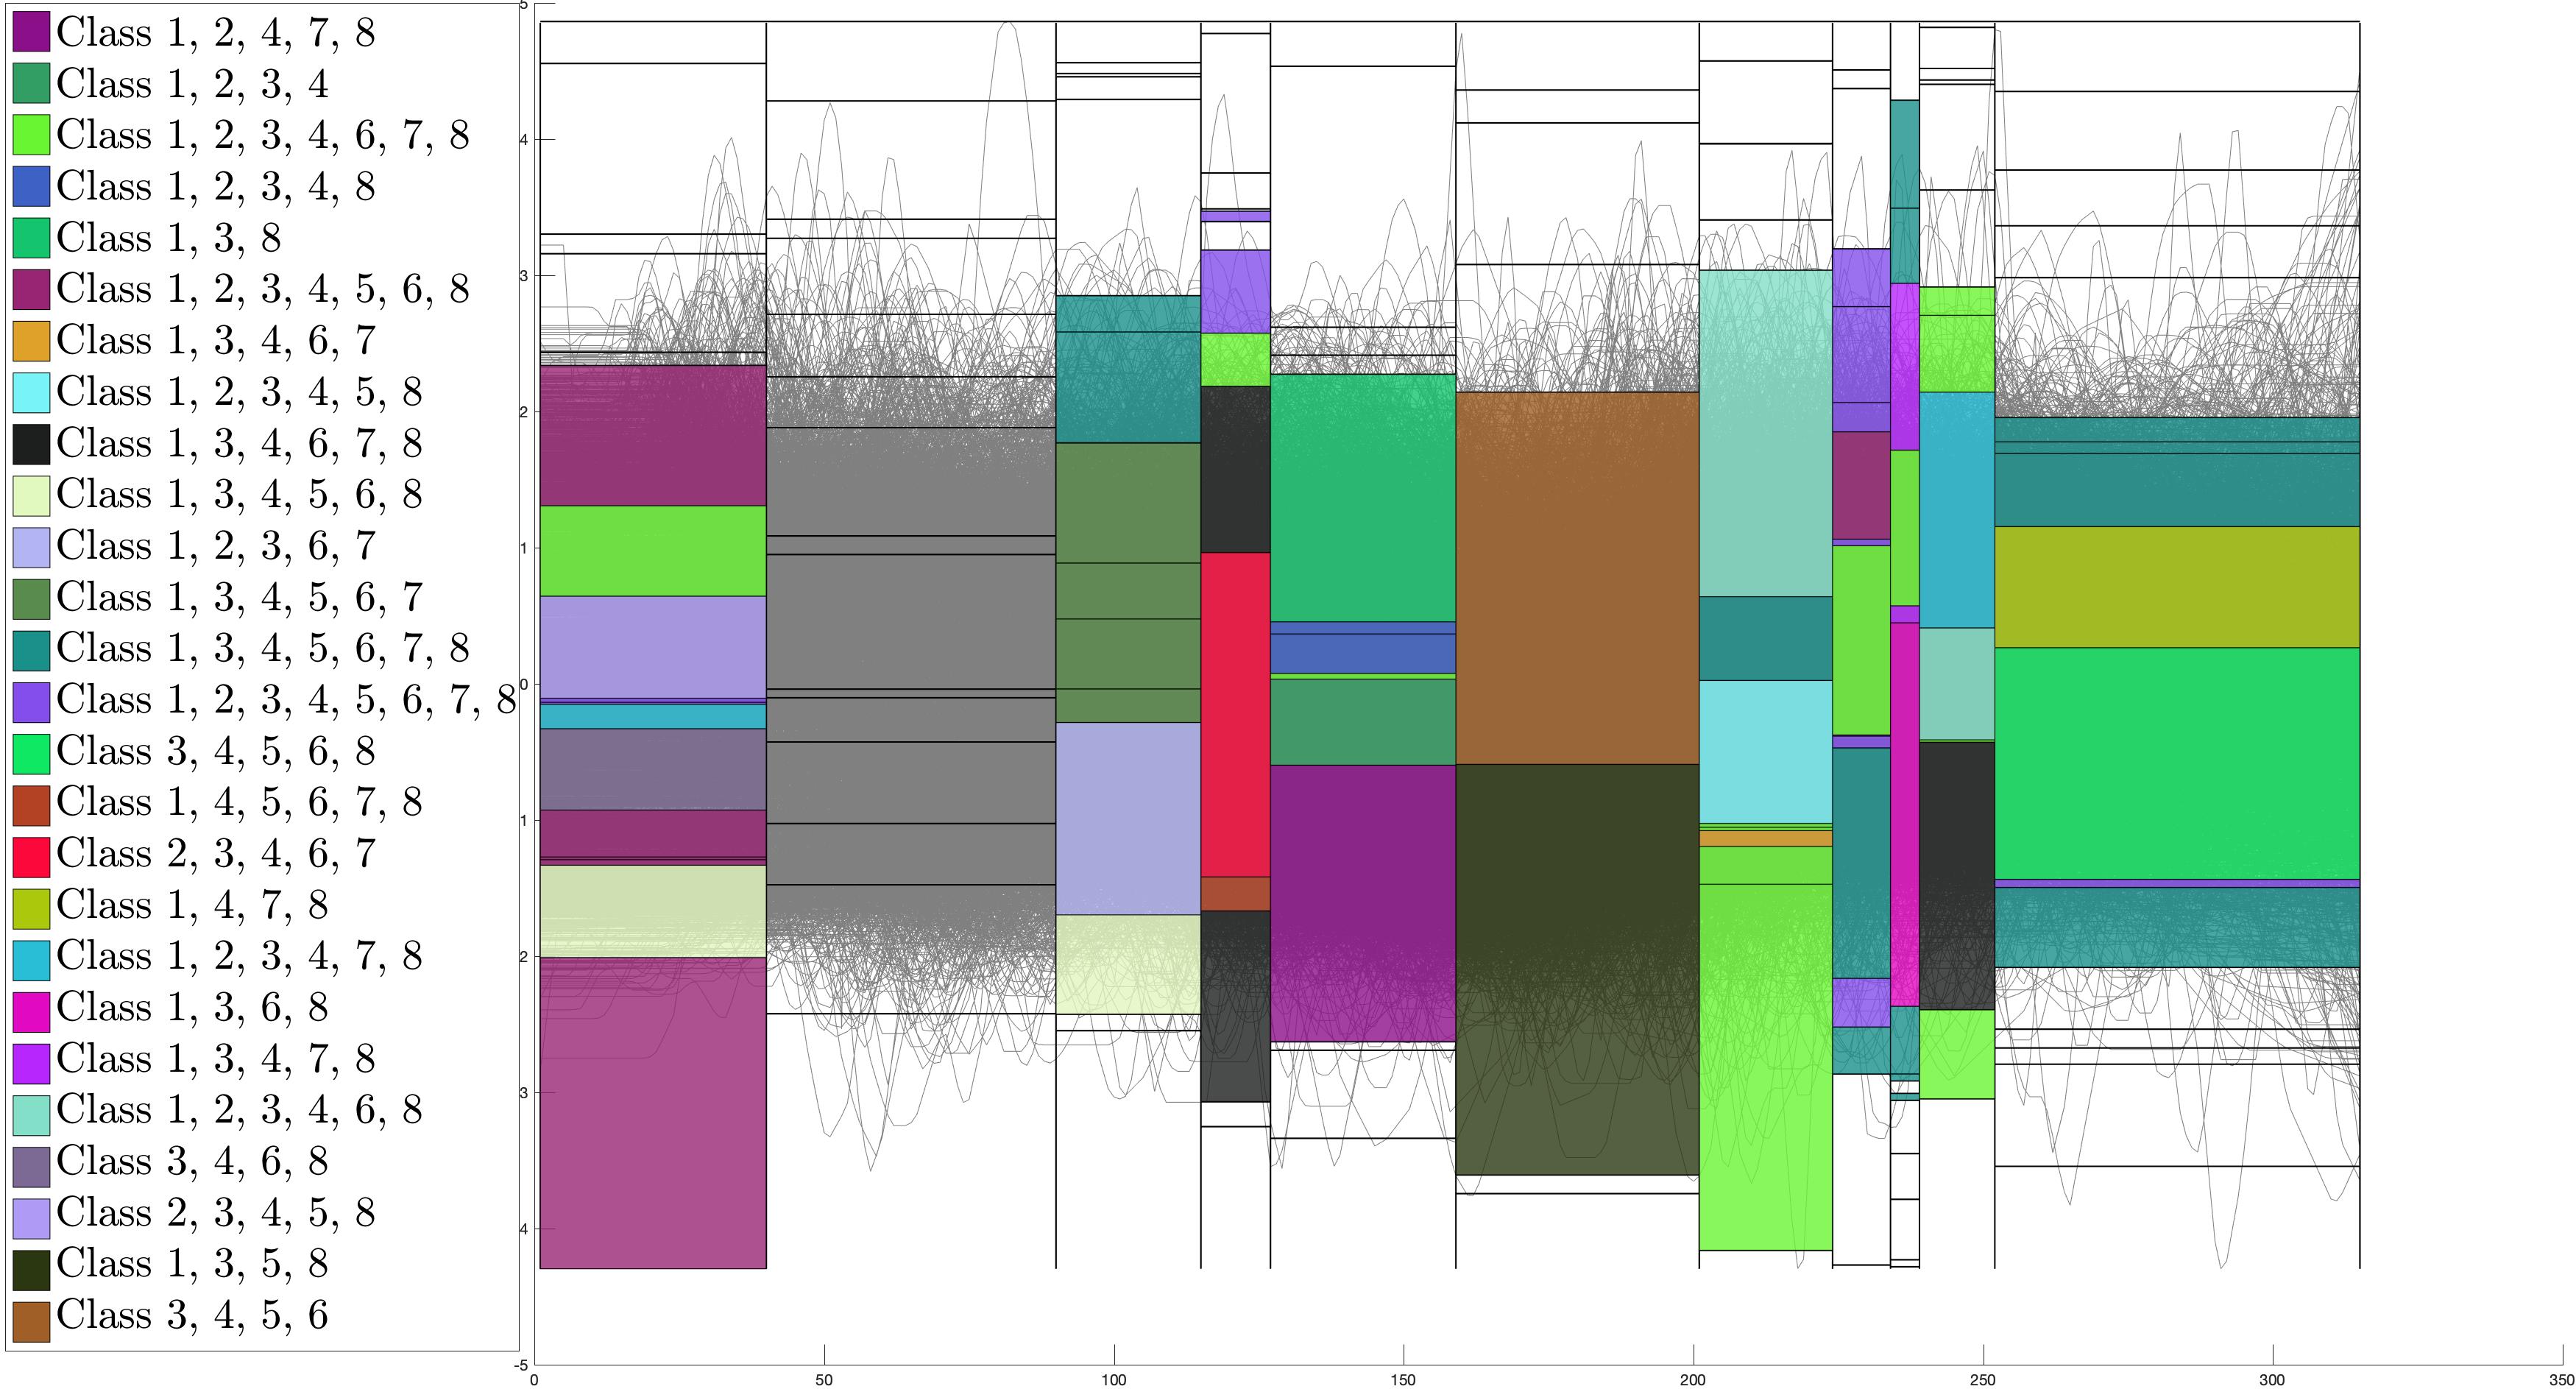 Class 1, 2, 4, 7, 8
Class 1, 2, 3, 4
Class 1, 2, 3, 4, 6, 7, 8
Class 1, 2, 3, 4, 8
Class 1, 3, 8
Class 1, 2, 3, 4, 5, 6, 8
Class 1, 3, 4, 6, 7
Class 1, 2, 3, 4, 5, 8
Class 1, 3, 4, 6, 7, 8
Class 1, 3, 4, 5, 6, 8
Class 1, 2, 3, 6, 7
Class 1, 3, 4, 5, 6, 7
Class 1, 3, 4, 5, 6, 7, 8
Class 1, 2, 3, 4, 5, 6, 7, 8
Class 3, 4, 5, 6, 8
Class 1, 4, 5, 6, 7, 8
Class 2, 3, 4, 6, 7
Class 1, 4, 7, 8
Class 1, 2, 3, 4, 7, 8
Class 1, 3, 6, 8
Class 1, 3, 4, 7, 8
Class 1, 2, 3, 4, 6, 8
Class 3, 4, 6, 8
Class 2, 3, 4, 5, 8
Class 1, 3, 5, 8
Class 3, 4, 5, 6
5
4
3
2
1
0
1
2
3
4
-5
0 50 100 150 200 250 300 350